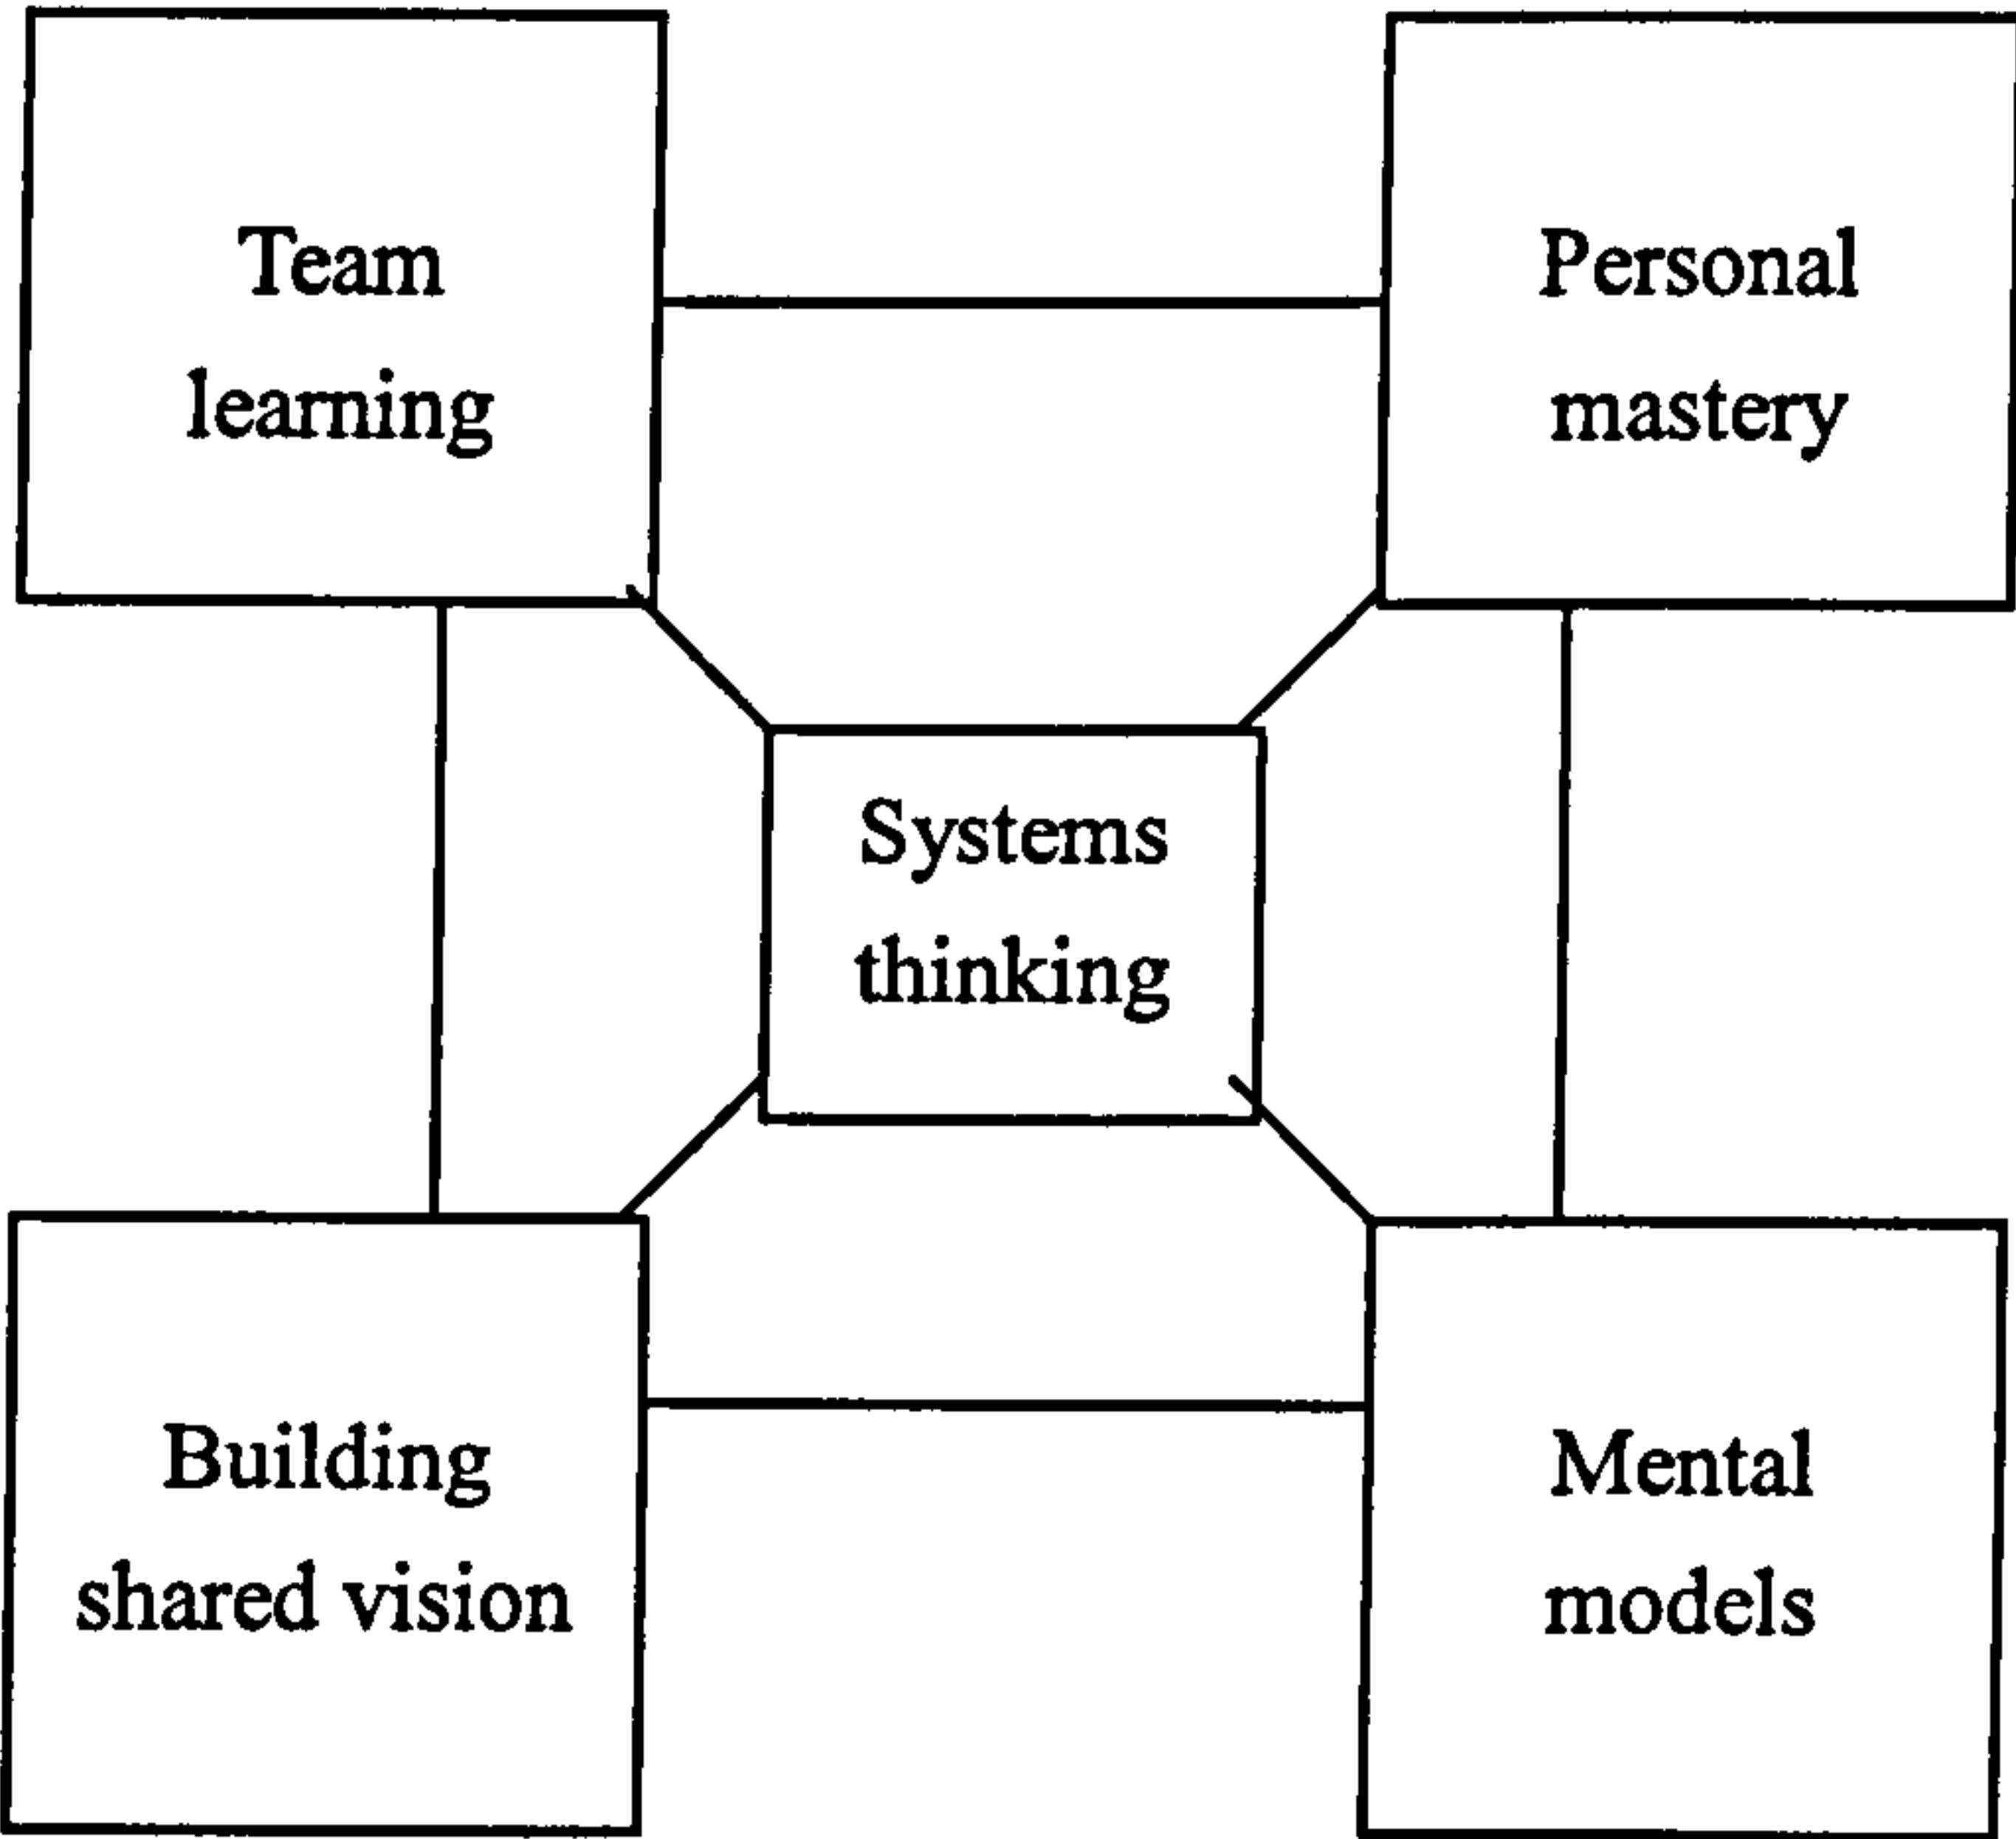 Team
learning
Personal
mastery
Systems
thinking
Building
shared vision
Mental
models